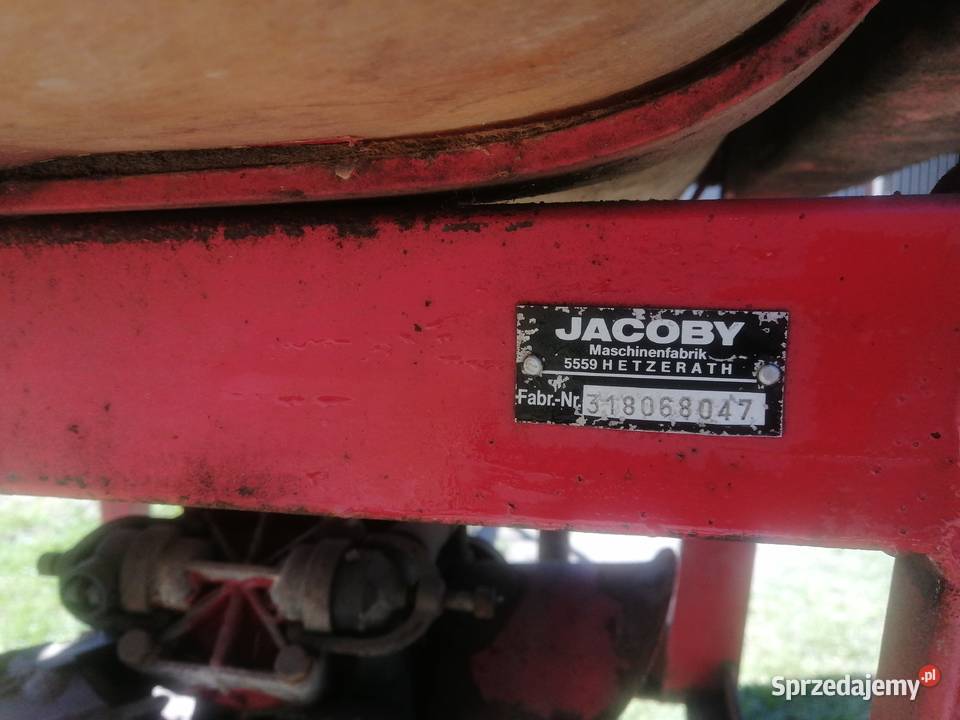 JACOBY
Maschinenfabrik
5559 HETZERATH
Fabr.-Nr. 318068047
Sprzedajemy.pl